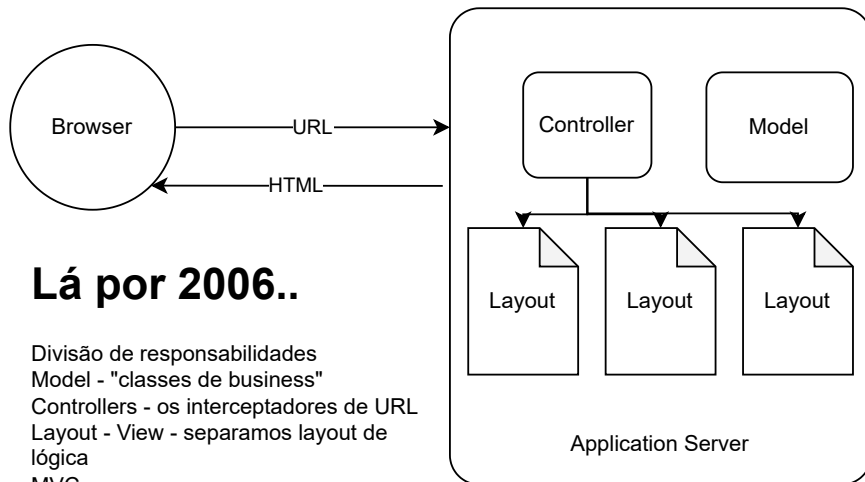 Browser
URL
HTML
Controller
Model
Layout
Layout
Layout
Application Server
Lá por 2006..
Divisão de responsabilidades
Model - "classes de business"
Controllers - os interceptadores de URL
Layout - View - separamos layout de
lógica
MVC